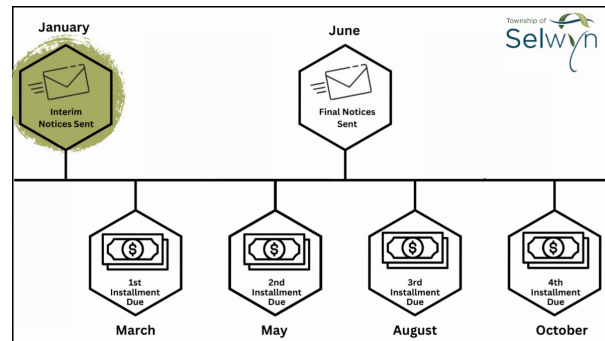 January
June
Township of
Selwyn
Interim
Notices Sent
Final Notices
Sent
$
1st
Installment
Due
$
2nd
Installment
Due
$
3rd
Installment
Due
$
4th
Installment
Due
March
May
August
October